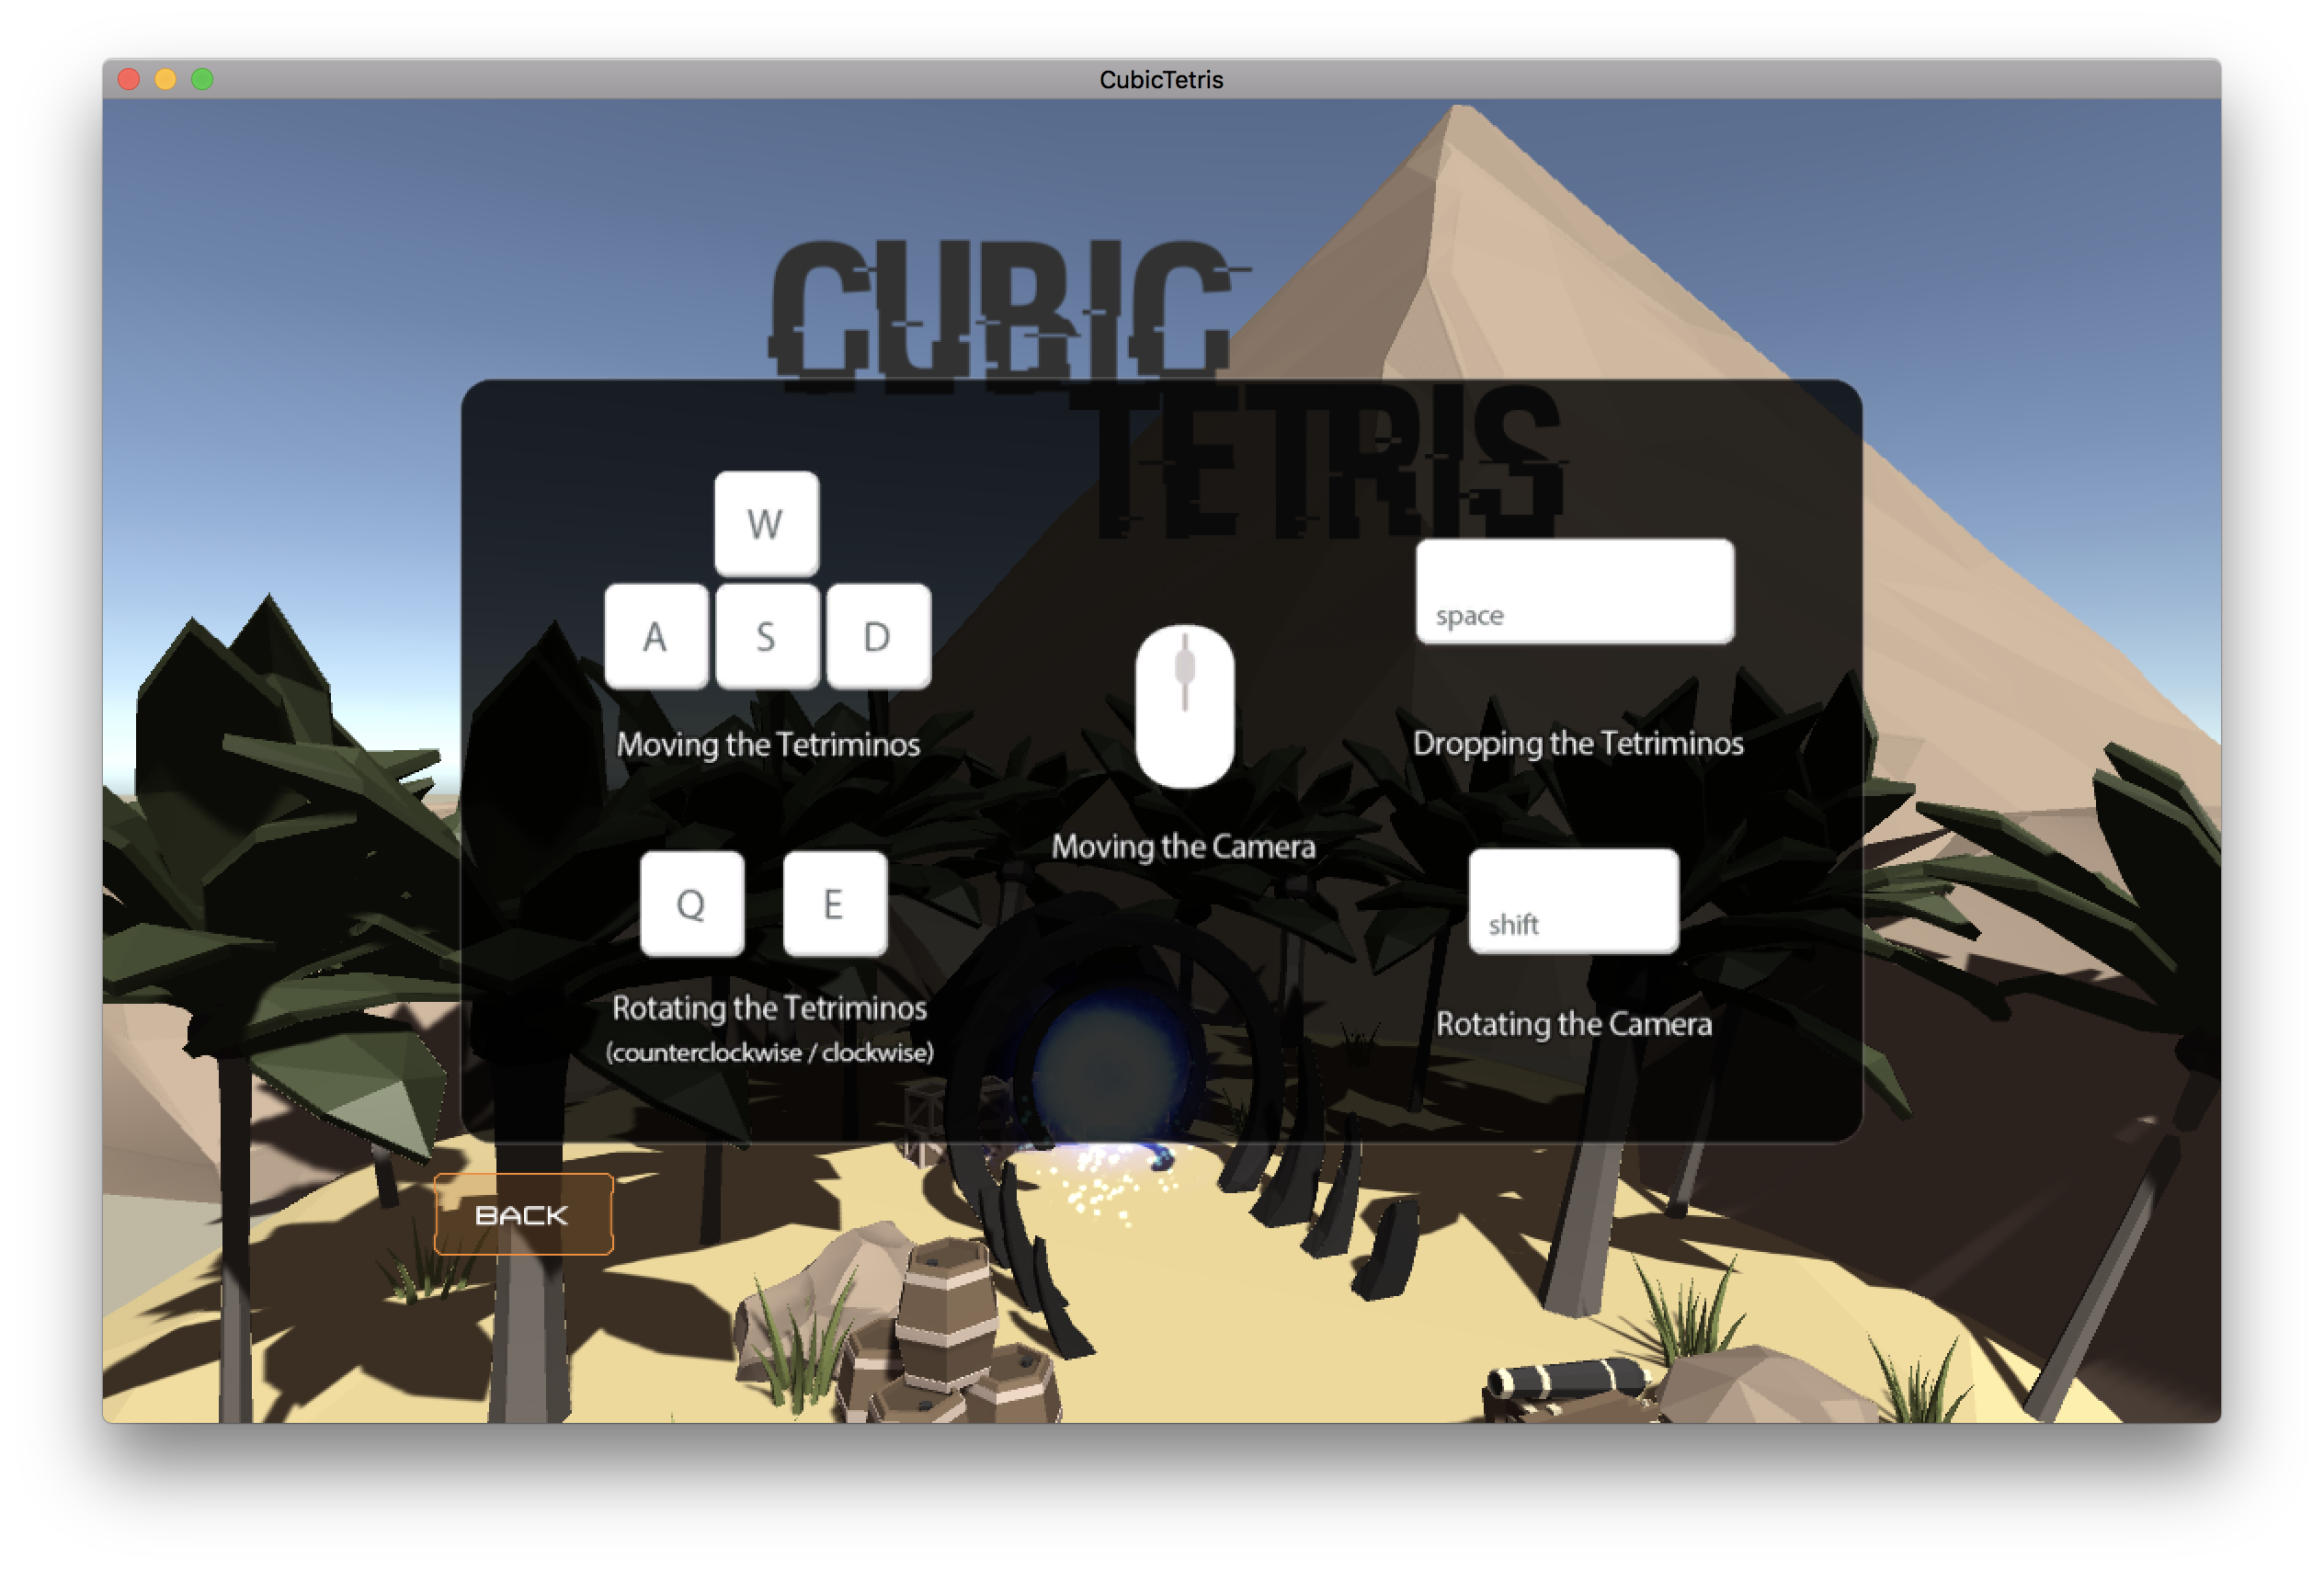 CubicTetris
CUBIC
TETRIS
W
A S D
Moving the Tetriminos
space
Dropping the Tetriminos
Moving the Camera
Q E
Rotating the Tetriminos
(counterclockwise / clockwise)
shift
Rotating the Camera
BACK